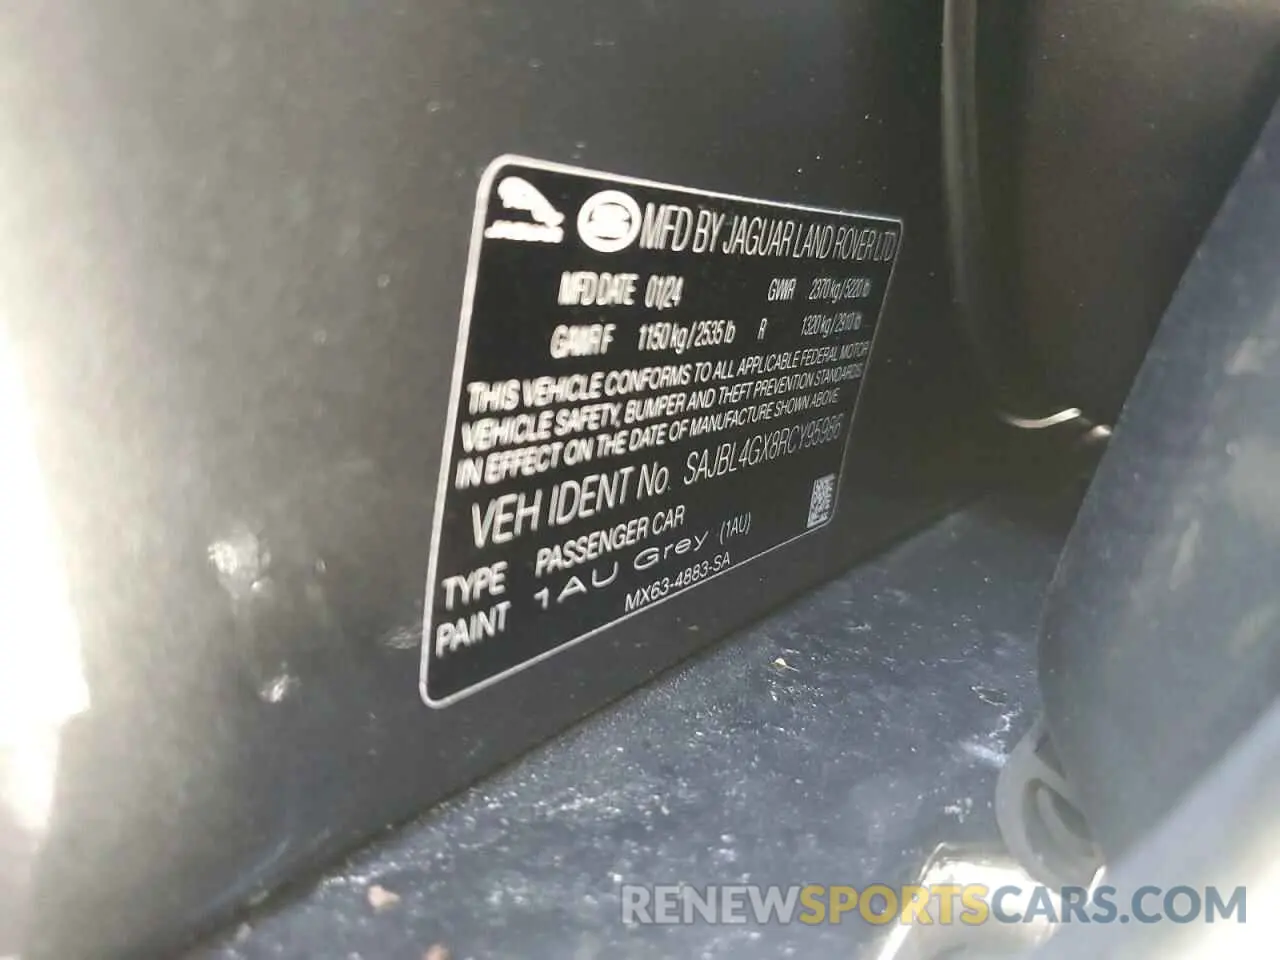 JAGUAR MFD BY JAGUAR LAND ROVER LTD
MFD DATE 01/24 GVWR 2370 kg / 5220 lb
GAWR F 1150 kg / 2535 lb R 1320 kg / 2910 lb
THIS VEHICLE CONFORMS TO ALL APPLICABLE FEDERAL MOTOR
VEHICLE SAFETY, BUMPER AND THEFT PREVENTION STANDARDS
IN EFFECT ON THE DATE OF MANUFACTURE SHOWN ABOVE
VEH IDENT No. SAJBL4GX8RCY95986
TYPE PASSENGER CAR
PAINT 1AU Grey (1AU)
MX63-4883-SA
RENEWSPORTSCARS.COM